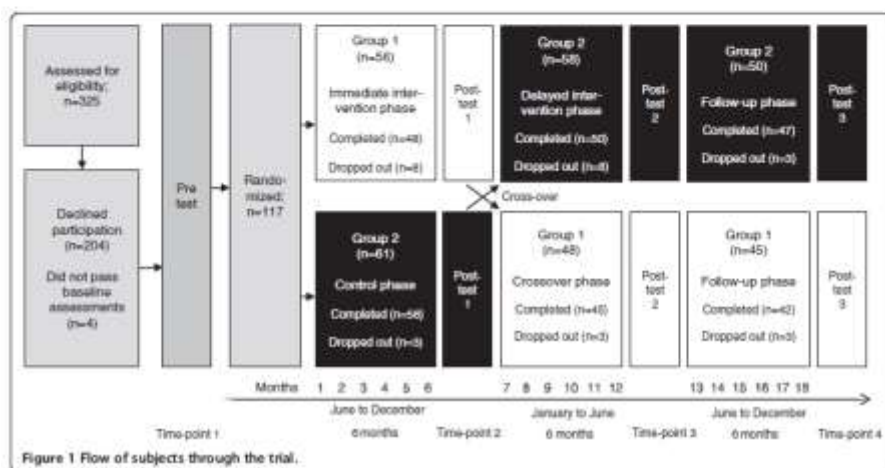 Assessed for
eligibility;
n=325
Declined
participation
(n=204)
Did not pass
baseline
assessments
(n=4)
Pre
test
Rando-
mized;
n=117
Group 1
(n=56)
Immediate inter-
vention phase
Completed (n=48)
Dropped out (n=8)
Post-
test
1
Group 2
(n=58)
Delayed inter-
vention phase
Completed (n=50)
Dropped out (n=8)
Post-
test
2
Group 2
(n=50)
Follow-up phase
Completed (n=47)
Dropped out (n=3)
Post-
test
3
Cross-over
Group 2
(n=61)
Control phase
Completed (n=58)
Dropped out (n=3)
Post-
test
1
Group 1
(n=48)
Crossover phase
Completed (n=45)
Dropped out (n=3)
Post-
test
2
Group 1
(n=45)
Follow-up phase
Completed (n=42)
Dropped out (n=3)
Post-
test
3
Months 1 2 3 4 5 6 7 8 9 10 11 12 13 14 15 16 17 18
June to December January to June June to December
Time-point 1 6 months Time-point 2 6 months Time-point 3 6 months Time-point 4
Figure 1 Flow of subjects through the trial.